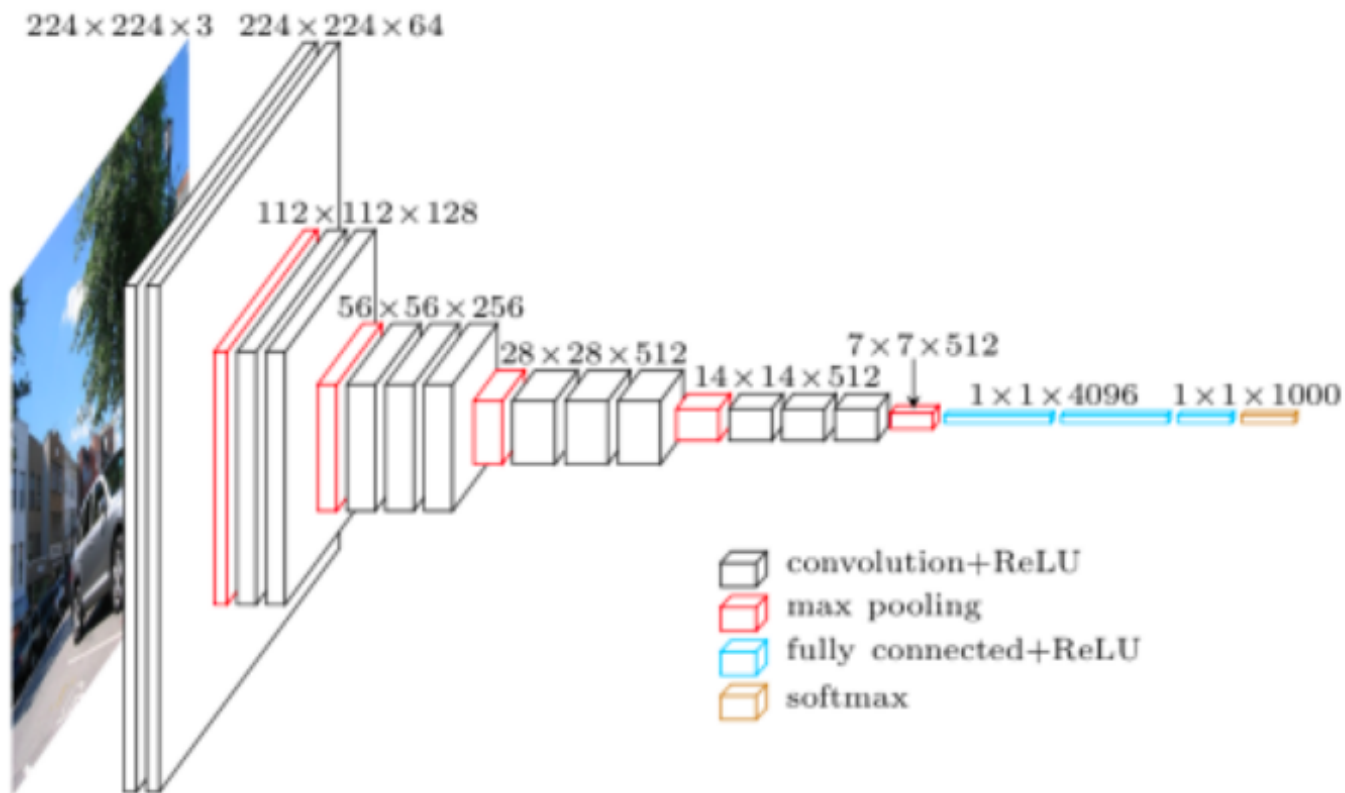 224×224×3
224×224×64
112×112×128
56×56×256
28×28×512
14×14×512
7×7×512
1×1×4096
1×1×1000
convolution+ReLU
max pooling
fully connected+ReLU
softmax